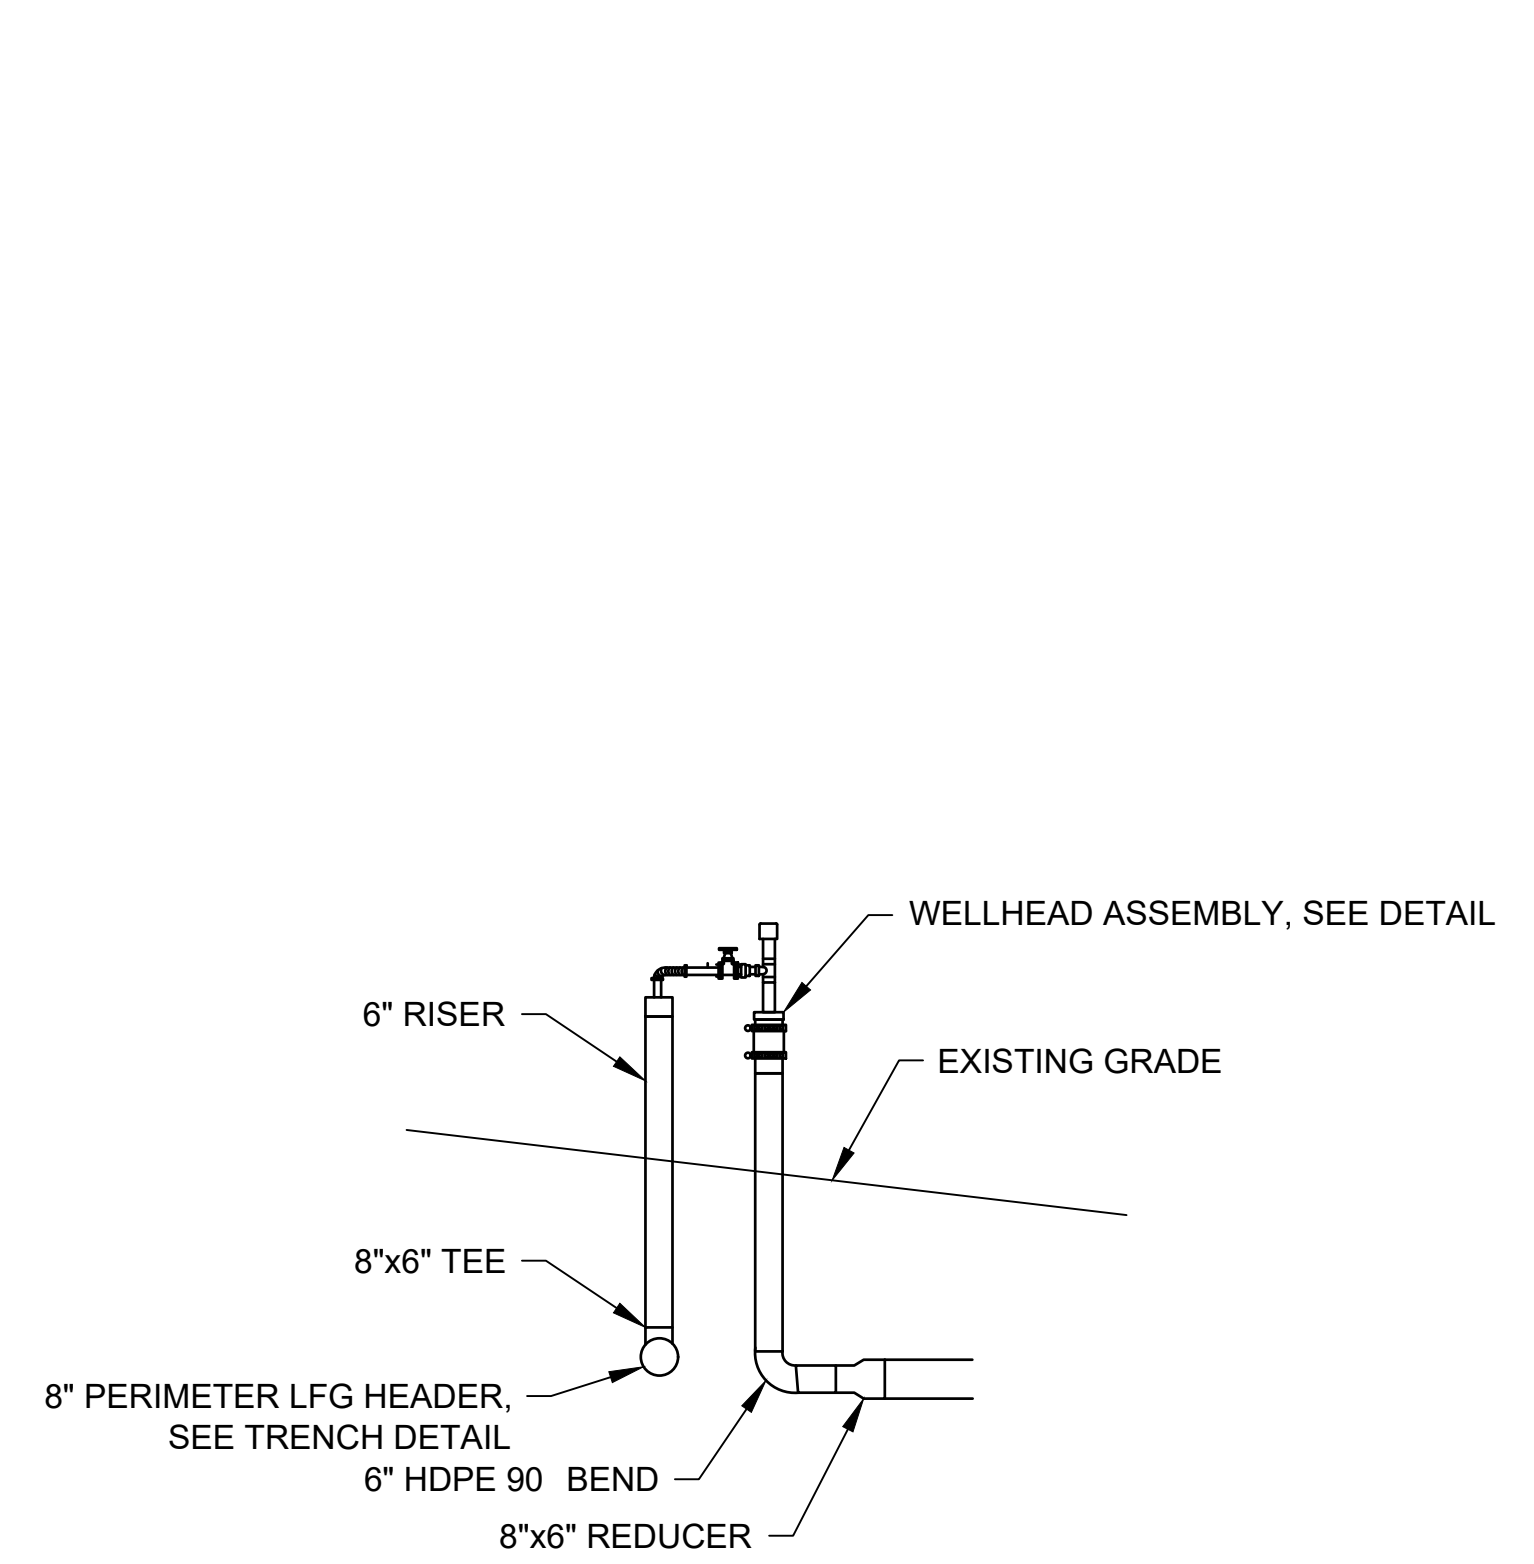 WELLHEAD ASSEMBLY, SEE DETAIL
6" RISER
EXISTING GRADE
8"x6" TEE
8" PERIMETER LFG HEADER,
SEE TRENCH DETAIL
6" HDPE 90 BEND
8"x6" REDUCER